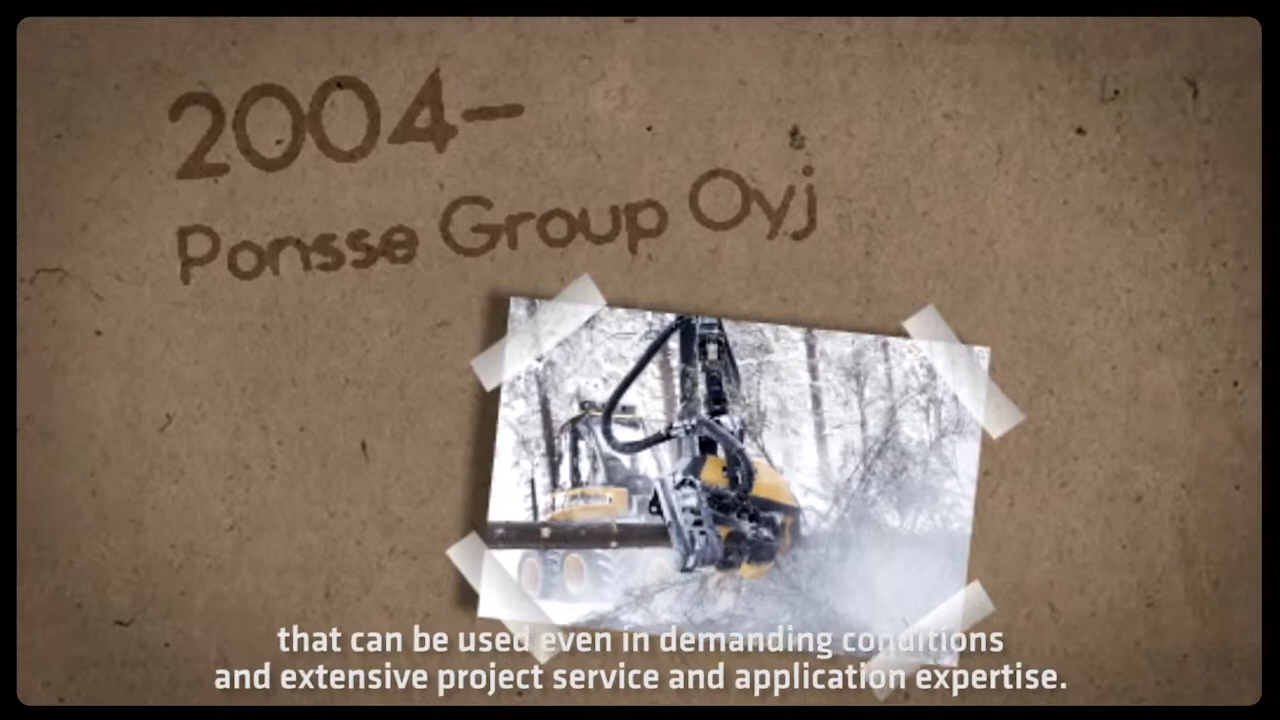 2004–
Ponsse Group Oyj
that can be used even in demanding conditions
and extensive project service and application expertise.